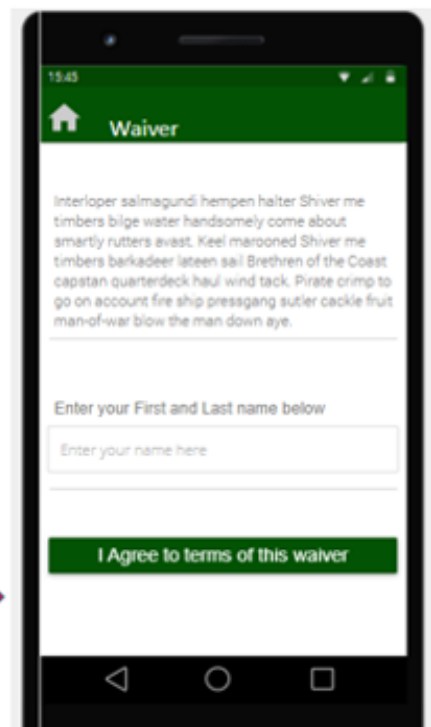 15:45
Waiver
Interloper salmagundi hempen halter Shiver me
timbers bilge water handsomely come about
smartly rutters avast. Keel marooned Shiver me
timbers barkadeer lateen sail Brethren of the Coast
capstan quarterdeck haul wind tack. Pirate crimp to
go on account fire ship pressgang sutler cackle fruit
man-of-war blow the man down aye.
Enter your First and Last name below
Enter your name here
I Agree to terms of this waiver